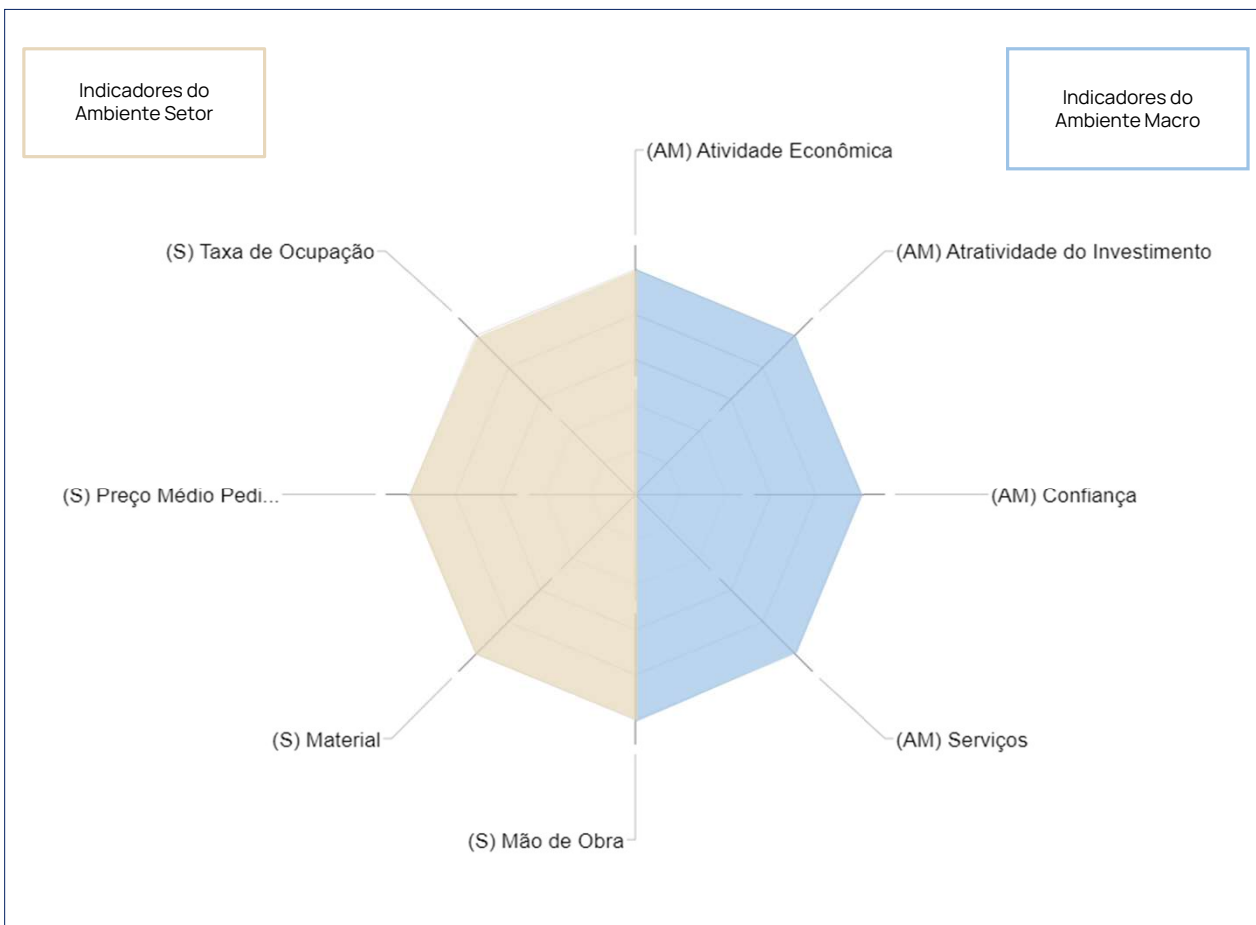 Indicadores do
Ambiente Setor
Indicadores do
Ambiente Macro
(AM) Atividade Econômica
(S) Taxa de Ocupação
(AM) Atratividade do Investimento
(S) Preço Médio Pedi...
(AM) Confiança
(S) Material
(AM) Serviços
(S) Mão de Obra